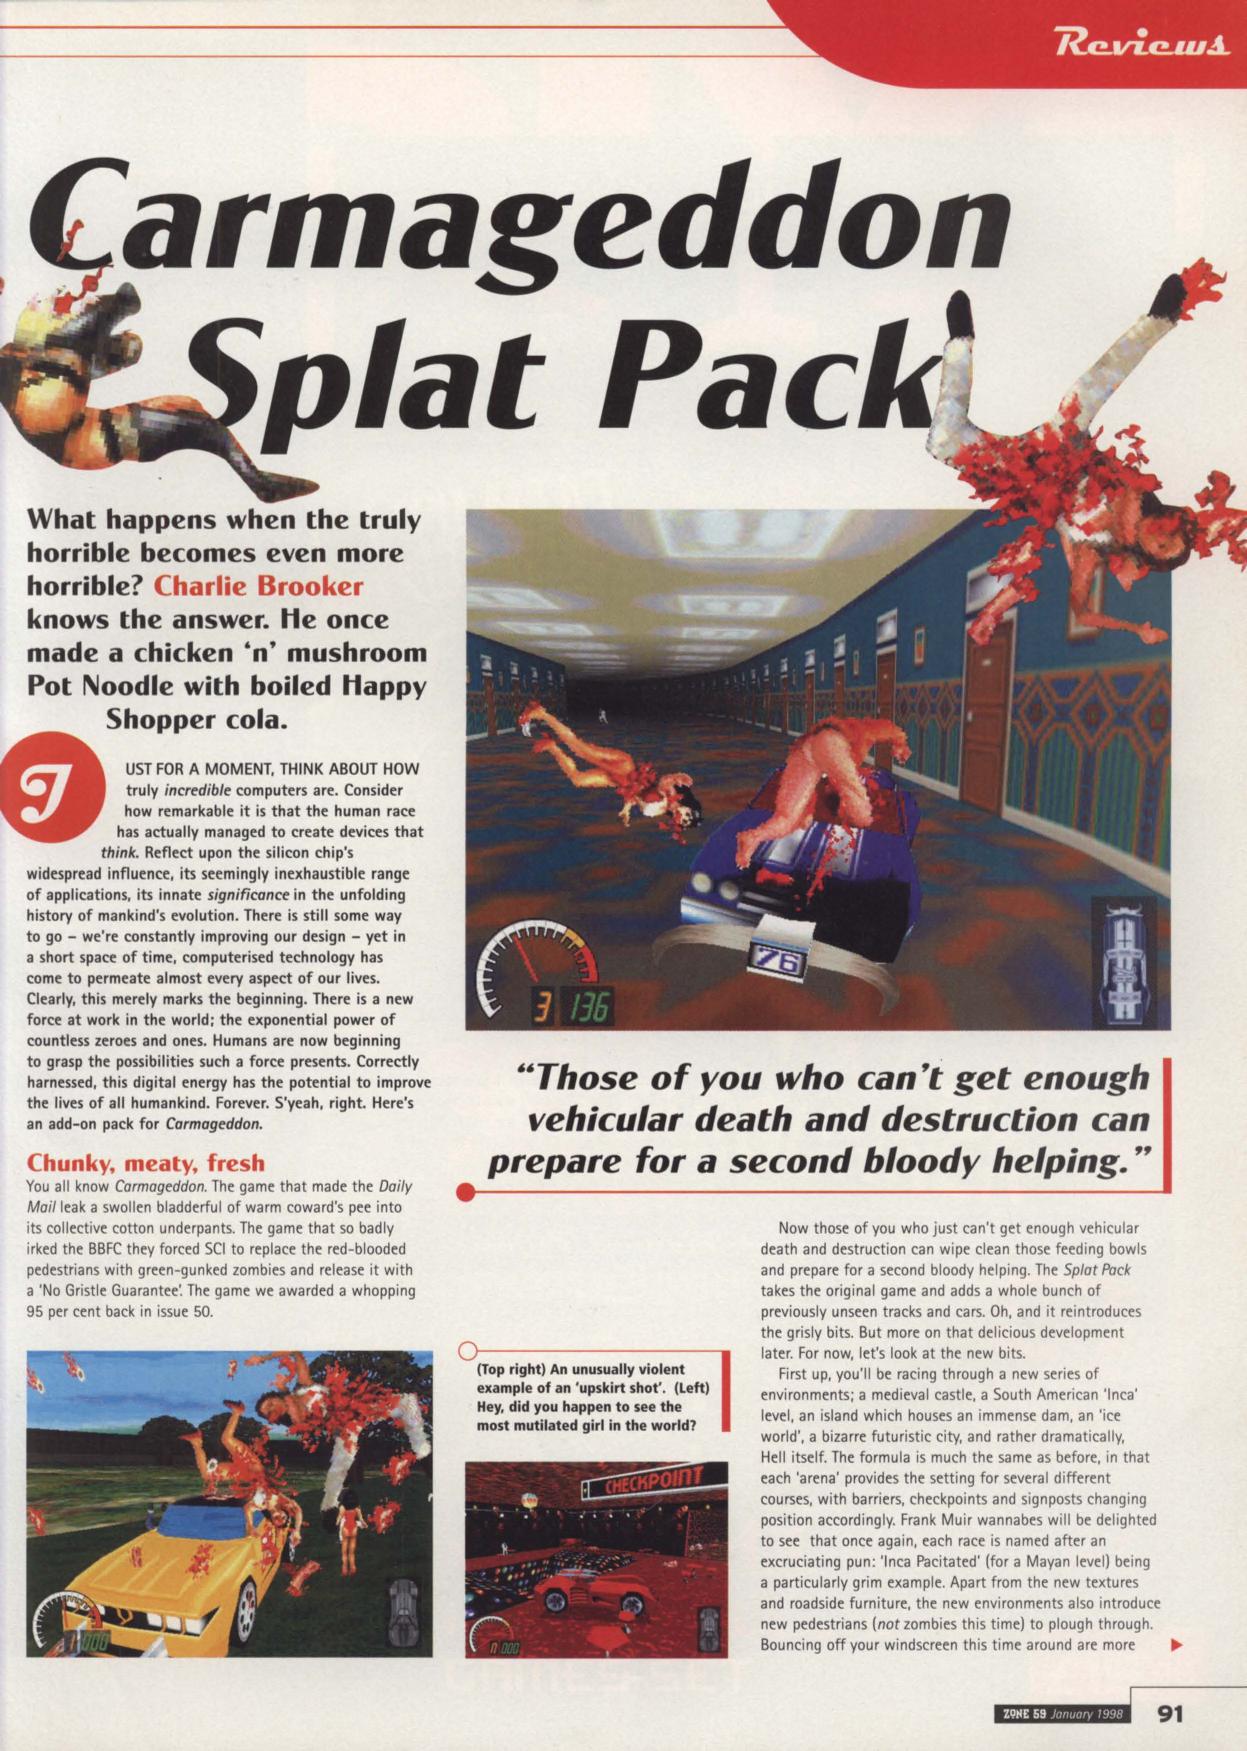 Reviews
Carmageddon
Splat Pack
What happens when the truly
horrible becomes even more
horrible? Charlie Brooker
knows the answer. He once
made a chicken ‘n’ mushroom
Pot Noodle with boiled Happy
Shopper cola.
JUST FOR A MOMENT, THINK ABOUT HOW
truly incredible computers are. Consider
how remarkable it is that the human race
has actually managed to create devices that
think. Reflect upon the silicon chip's
widespread influence, its seemingly inexhaustible range
of applications, its innate significance in the unfolding
history of mankind's evolution. There is still some way
to go – we're constantly improving our design – yet in
a short space of time, computerised technology has
come to permeate almost every aspect of our lives.
Clearly, this merely marks the beginning. There is a new
force at work in the world; the exponential power of
countless zeroes and ones. Humans are now beginning
to grasp the possibilities such a force presents. Correctly
harnessed, this digital energy has the potential to improve
the lives of all humankind. Forever. S'yeah, right. Here's
an add-on pack for Carmageddon.
Chunky, meaty, fresh
You all know Carmageddon. The game that made the Daily
Mail leak a swollen bladderful of warm coward's pee into
its collective cotton underpants. The game that so badly
irked the BBFC they forced SCI to replace the red-blooded
pedestrians with green-gunked zombies and release it with
a 'No Gristle Guarantee'. The game we awarded a whopping
95 per cent back in issue 50.
76
3 136
“Those of you who can't get enough
vehicular death and destruction can
prepare for a second bloody helping.”
(Top right) An unusually violent
example of an 'upskirt shot'. (Left)
Hey, did you happen to see the
most mutilated girl in the world?
1 000
CHECKPOINT
n 000
Now those of you who just can't get enough vehicular
death and destruction can wipe clean those feeding bowls
and prepare for a second bloody helping. The Splat Pack
takes the original game and adds a whole bunch of
previously unseen tracks and cars. Oh, and it reintroduces
the grisly bits. But more on that delicious development
later. For now, let's look at the new bits.
First up, you'll be racing through a new series of
environments; a medieval castle, a South American 'Inca'
level, an island which houses an immense dam, an 'ice
world', a bizarre futuristic city, and rather dramatically,
Hell itself. The formula is much the same as before, in that
each 'arena' provides the setting for several different
courses, with barriers, checkpoints and signposts changing
position accordingly. Frank Muir wannabes will be delighted
to see that once again, each race is named after an
excruciating pun: 'Inca Pacitated' (for a Mayan level) being
a particularly grim example. Apart from the new textures
and roadside furniture, the new environments also introduce
new pedestrians (not zombies this time) to plough through.
Bouncing off your windscreen this time around are more
ZONE 59 January 1998 91